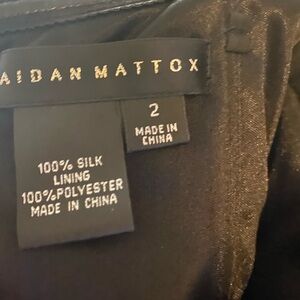 AIDAN MATTOX
2
MADE IN
CHINA
100% SILK
LINING
100%POLYESTER
MADE IN CHINA